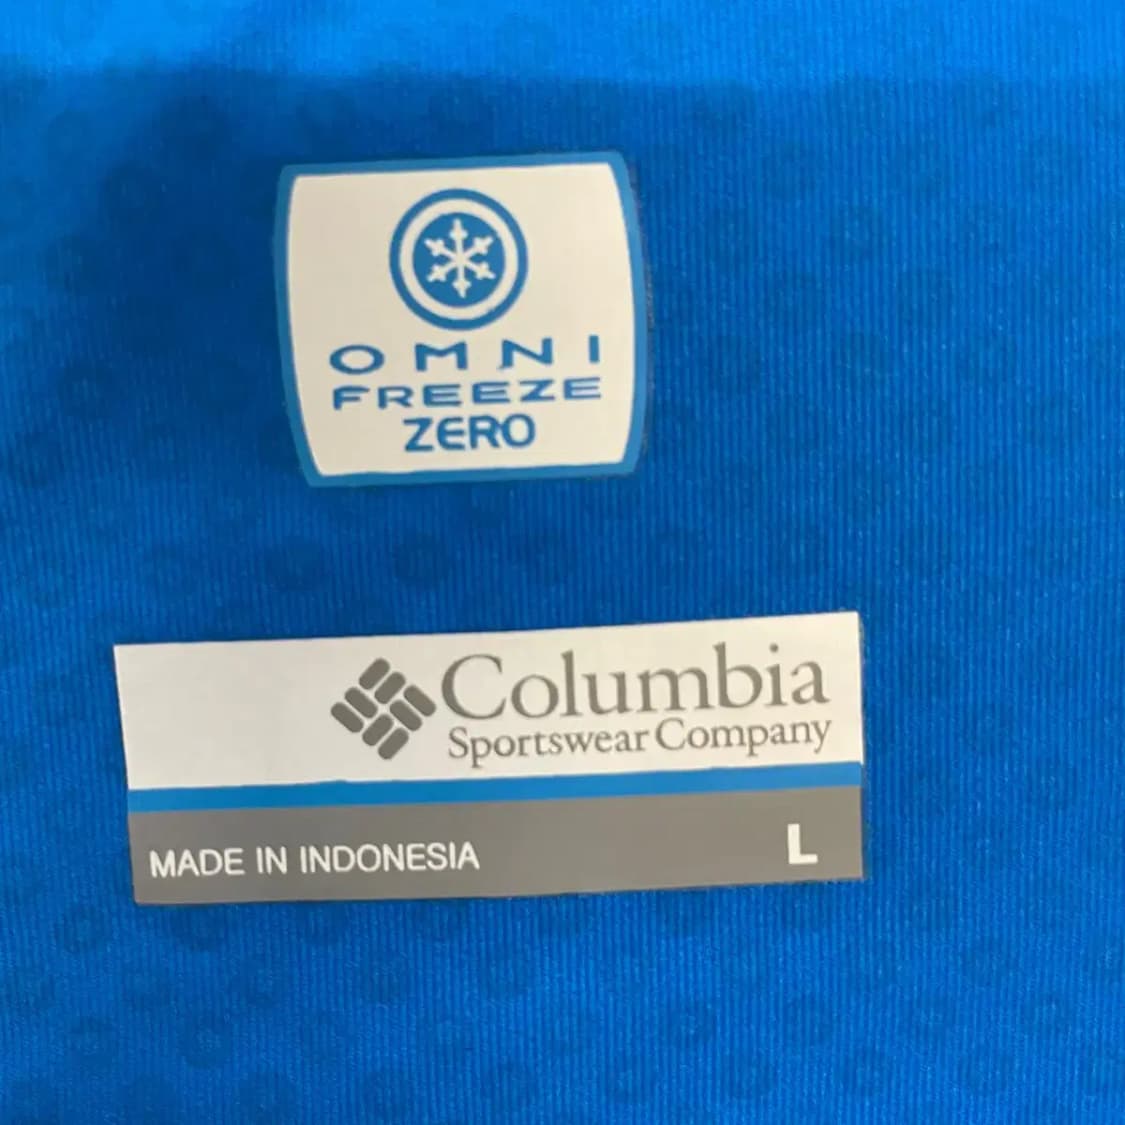 OMNI
FREEZE
ZERO
Columbia
Sportswear Company
MADE IN INDONESIA L